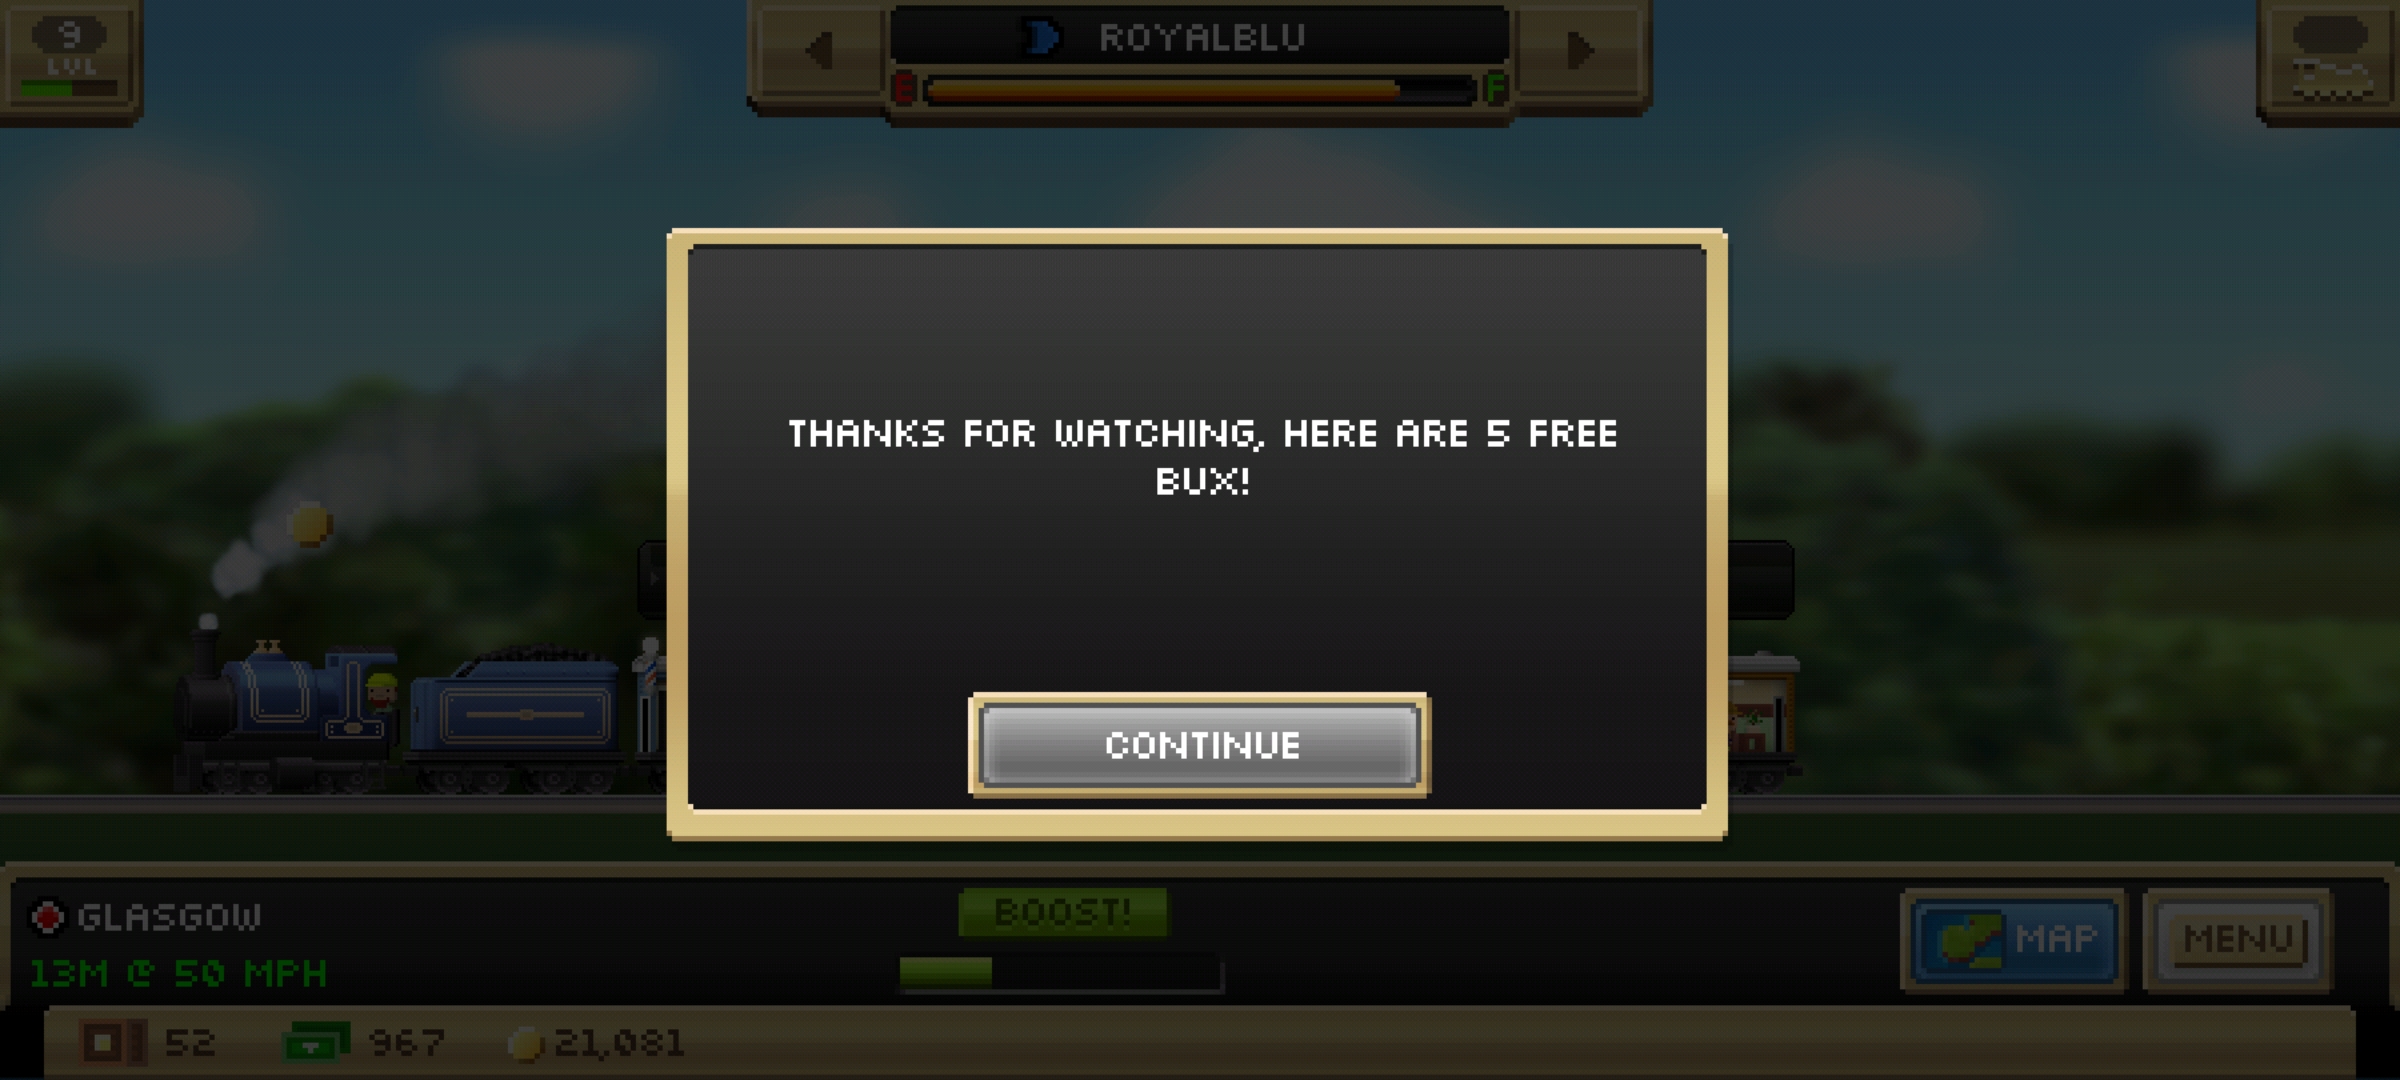 9
LVL
ROYALBLU
E
F
THANKS FOR WATCHING, HERE ARE 5 FREE
BUX!
CONTINUE
GLASGOW
13M @ 50 MPH
BOOST!
MAP
MENU
52
967
21,081